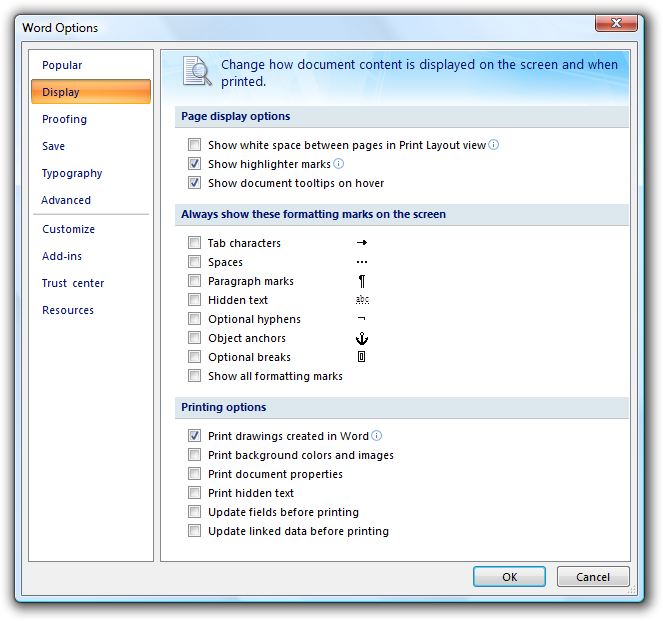 Word Options
Popular
Display
Proofing
Save
Typography
Advanced
Customize
Add-ins
Trust center
Resources
Change how document content is displayed on the screen and when
printed.
Page display options
Show white space between pages in Print Layout view
Show highlighter marks
Show document tooltips on hover
Always show these formatting marks on the screen
Tab characters →
Spaces ...
Paragraph marks ¶
Hidden text abc
Optional hyphens ¬
Object anchors
Optional breaks
Show all formatting marks
Printing options
Print drawings created in Word
Print background colors and images
Print document properties
Print hidden text
Update fields before printing
Update linked data before printing
OK Cancel